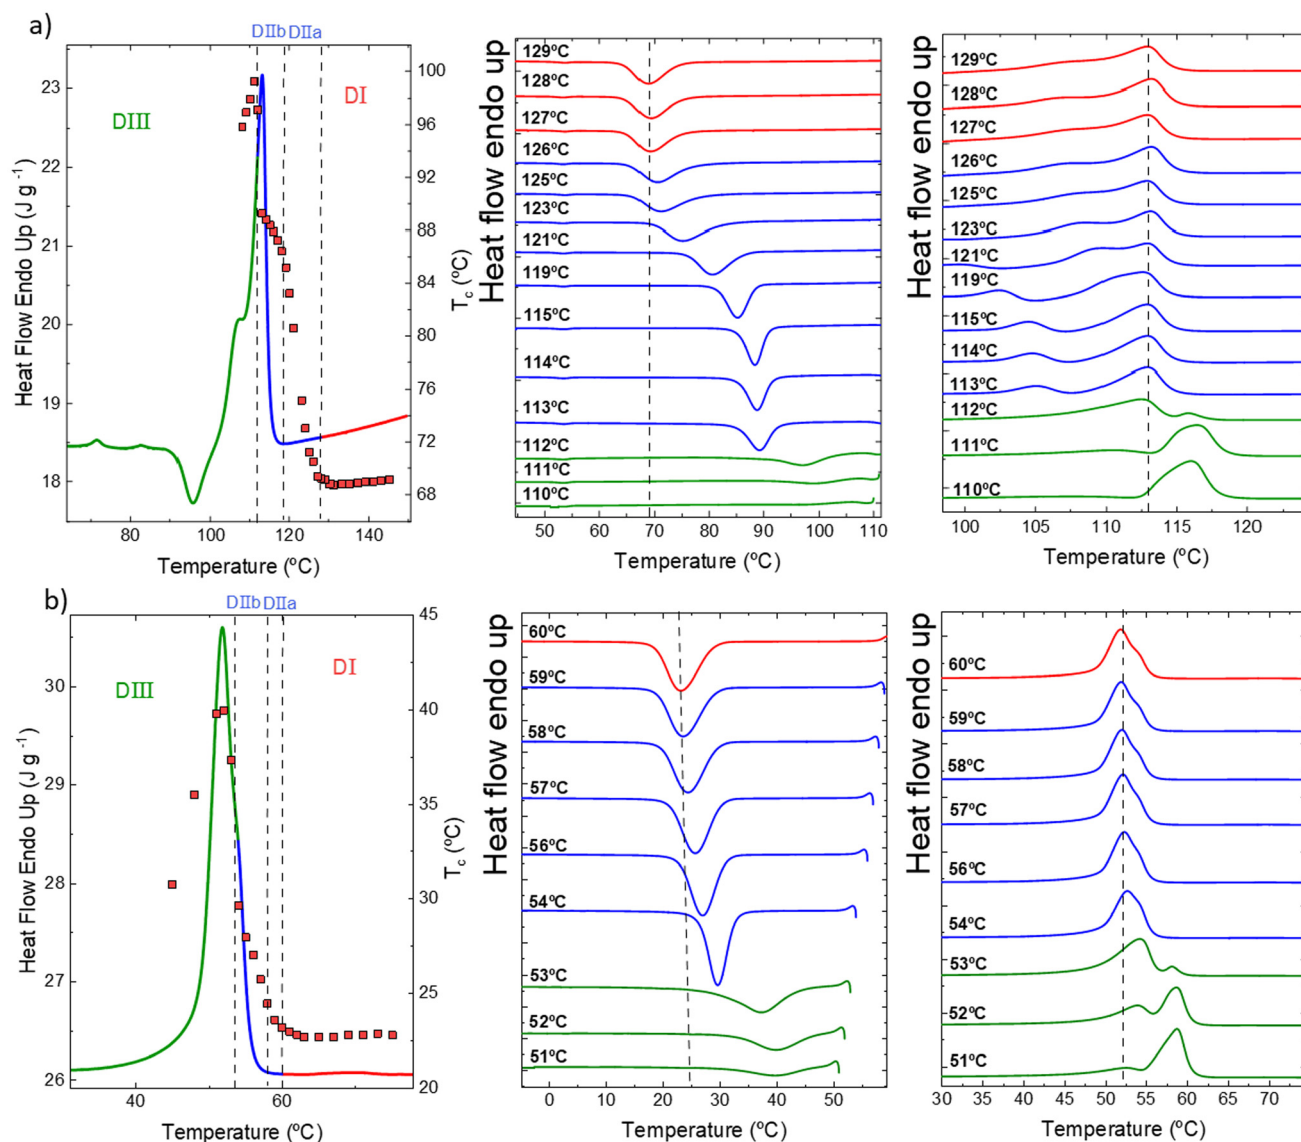 a)
DIIb DIIa
DIII
DI
Heat Flow Endo Up (J g⁻¹)
23
22
21
20
19
18
80 100 120 140
Temperature (ºC)
100
96
92
88
84
80
76
72
68
T_c (ºC)
Heat flow endo up
129ºC
128ºC
127ºC
126ºC
125ºC
123ºC
121ºC
119ºC
115ºC
114ºC
113ºC
112ºC
111ºC
110ºC
50 60 70 80 90 100 110
Temperature (ºC)
Heat flow endo up
129ºC
128ºC
127ºC
126ºC
125ºC
123ºC
121ºC
119ºC
115ºC
114ºC
113ºC
112ºC
111ºC
110ºC
100 105 110 115 120
Temperature (ºC)
b)
DIIb DIIa
DIII
DI
Heat Flow Endo Up (J g⁻¹)
30
29
28
27
26
40 60
Temperature (ºC)
45
40
35
30
25
20
T_c (ºC)
Heat flow endo up
60ºC
59ºC
58ºC
57ºC
56ºC
54ºC
53ºC
52ºC
51ºC
0 10 20 30 40 50
Temperature (ºC)
Heat flow endo up
60ºC
59ºC
58ºC
57ºC
56ºC
54ºC
53ºC
52ºC
51ºC
30 35 40 45 50 55 60 65 70
Temperature (ºC)